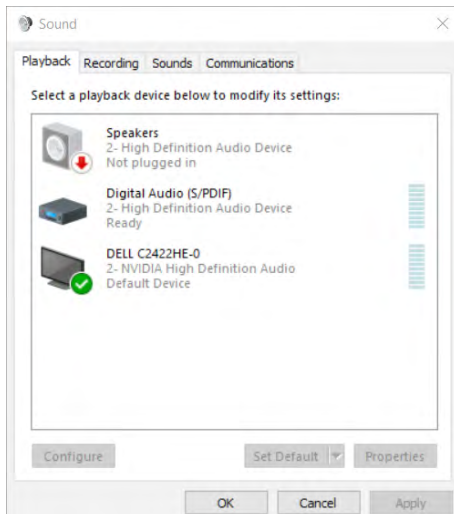 Sound
Playback Recording Sounds Communications
Select a playback device below to modify its settings:
Speakers
2- High Definition Audio Device
Not plugged in
Digital Audio (S/PDIF)
2- High Definition Audio Device
Ready
DELL C2422HE-0
2- NVIDIA High Definition Audio
Default Device
Configure Set Default Properties
OK Cancel Apply